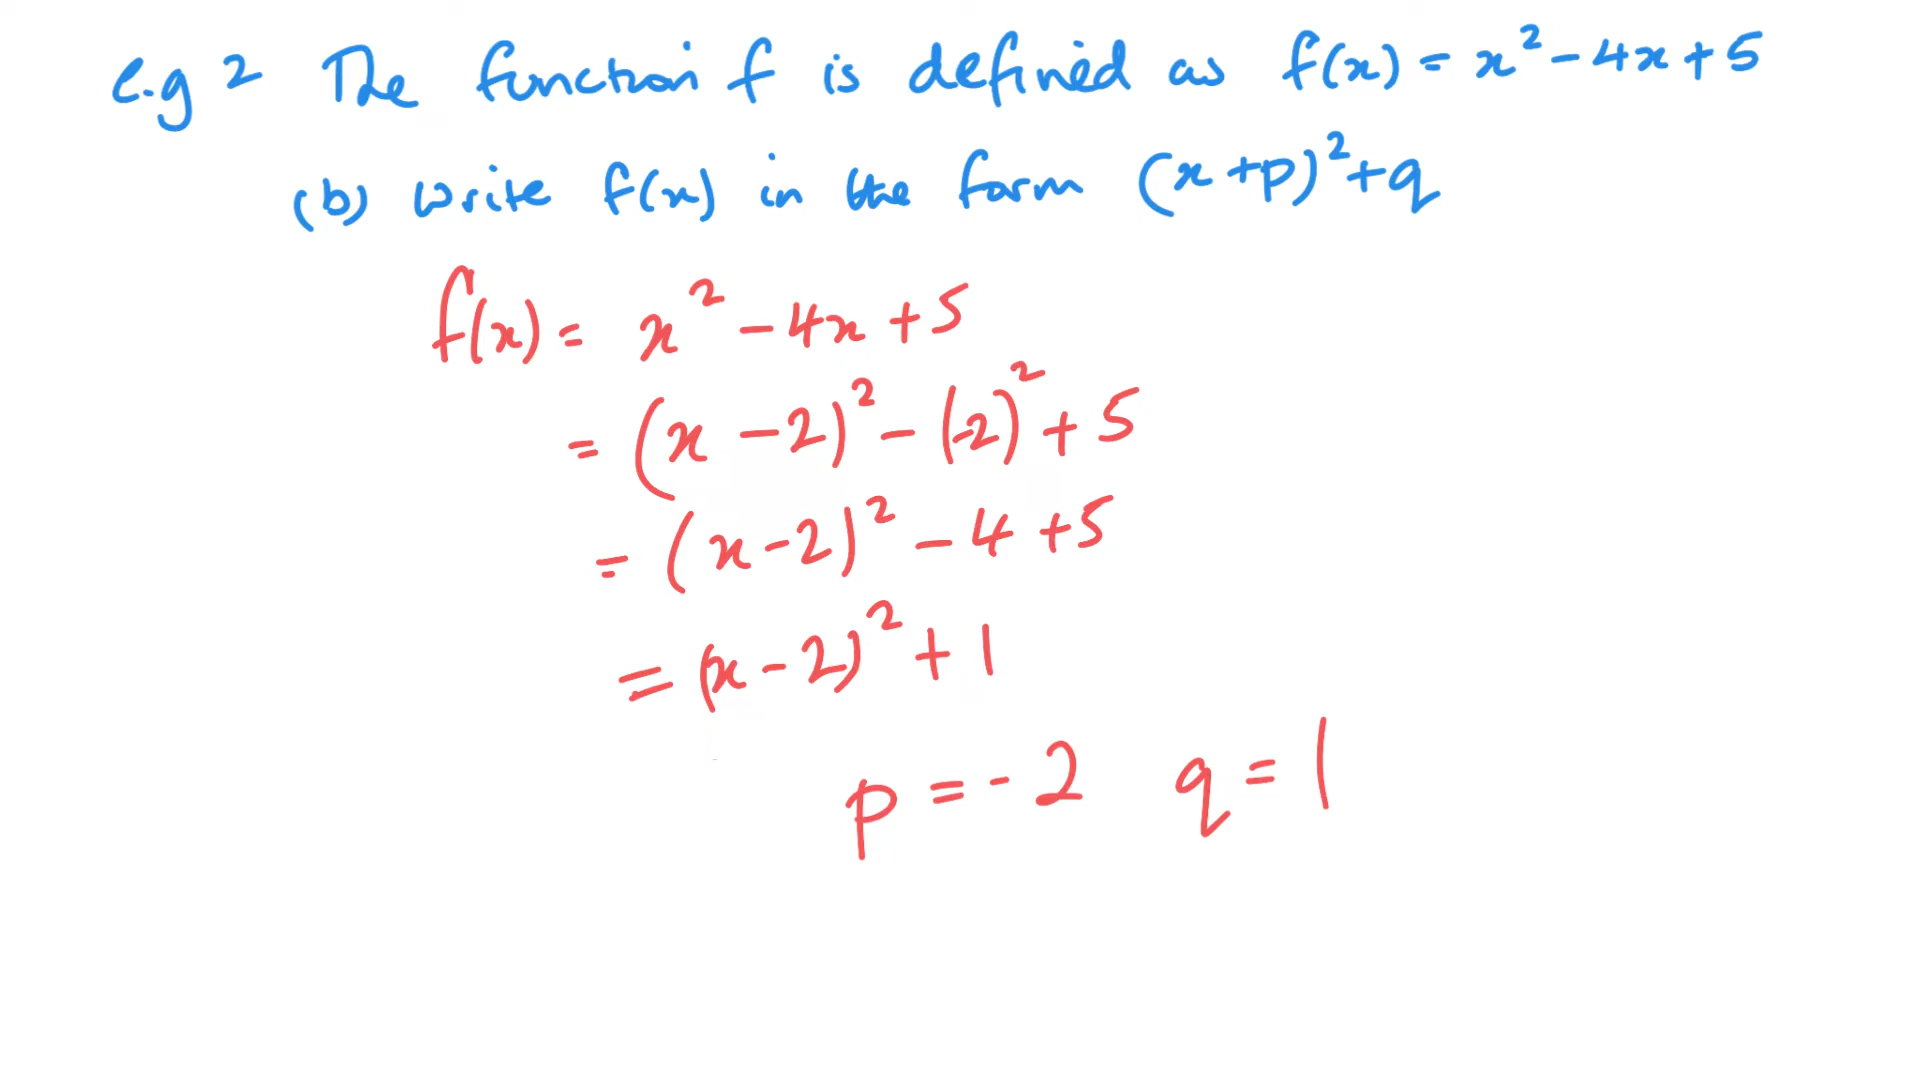 e.g 2 The function f is defined as f(x) = x² - 4x + 5
(b) write f(x) in the form (x + p)² + q
f(x) = x² - 4x + 5
= (x - 2)² - (-2)² + 5
= (x - 2)² - 4 + 5
= (x - 2)² + 1
p = - 2 q = 1